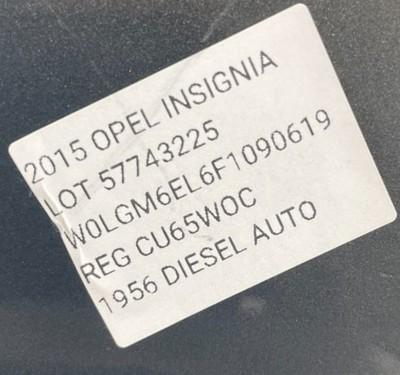 2015 OPEL INSIGNIA
LOT 57743225
W0LGM6EL6F1090619
REG CU65WOC
1956 DIESEL AUTO